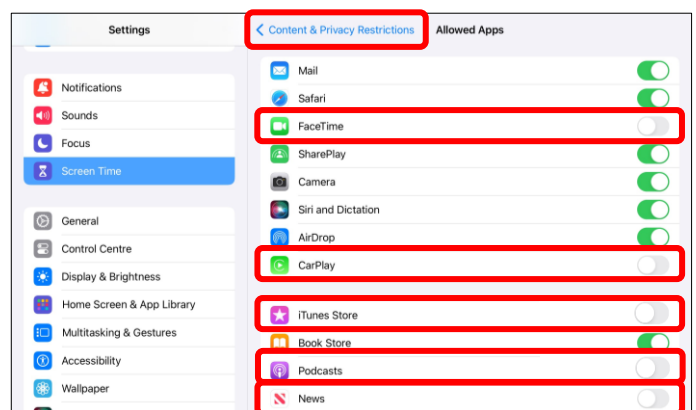 Settings
Notifications
Sounds
Focus
Screen Time
General
Control Centre
Display & Brightness
Home Screen & App Library
Multitasking & Gestures
Accessibility
Wallpaper
Content & Privacy Restrictions
Allowed Apps
Mail
Safari
FaceTime
SharePlay
Camera
Siri and Dictation
AirDrop
CarPlay
iTunes Store
Book Store
Podcasts
News